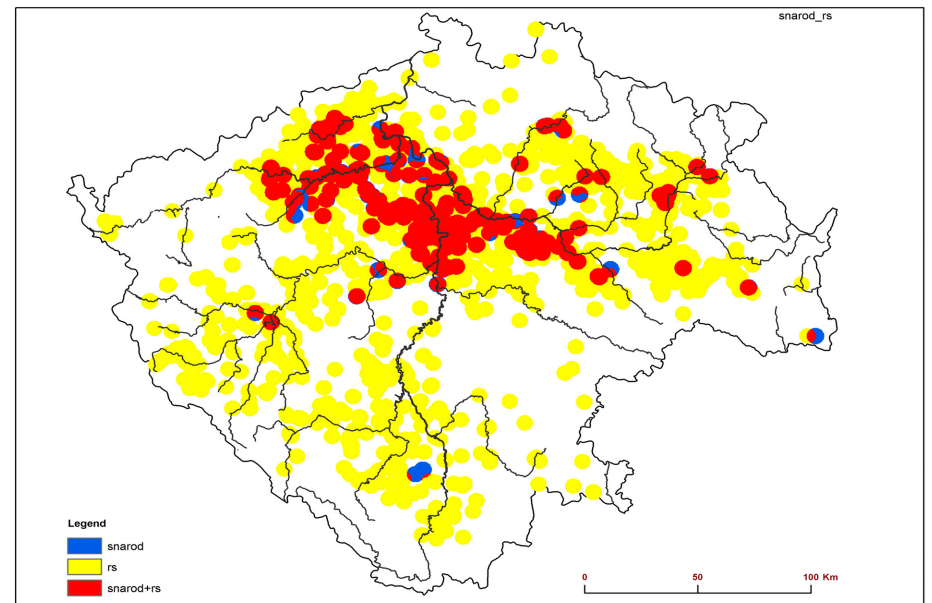 snarod_rs
Legend
snarod
rs
snarod+rs
0 50 100 Km